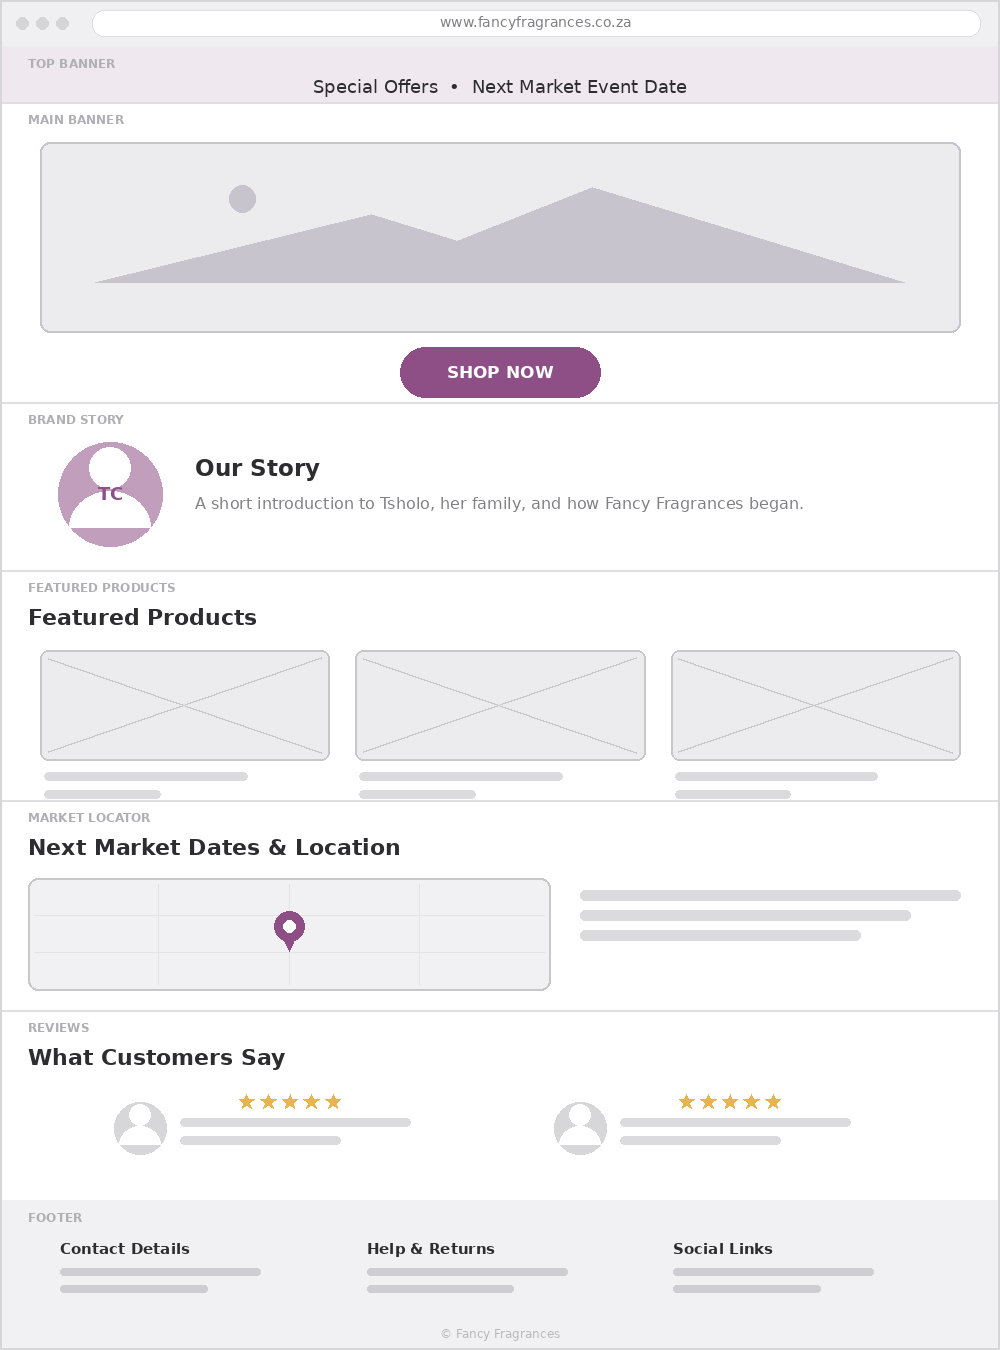 www.fancyfragrances.co.za
TOP BANNER
Special Offers • Next Market Event Date
MAIN BANNER
SHOP NOW
BRAND STORY
TC
Our Story
A short introduction to Tsholo, her family, and how Fancy Fragrances began.
FEATURED PRODUCTS
Featured Products
MARKET LOCATOR
Next Market Dates & Location
REVIEWS
What Customers Say
FOOTER
Contact Details
Help & Returns
Social Links
© Fancy Fragrances